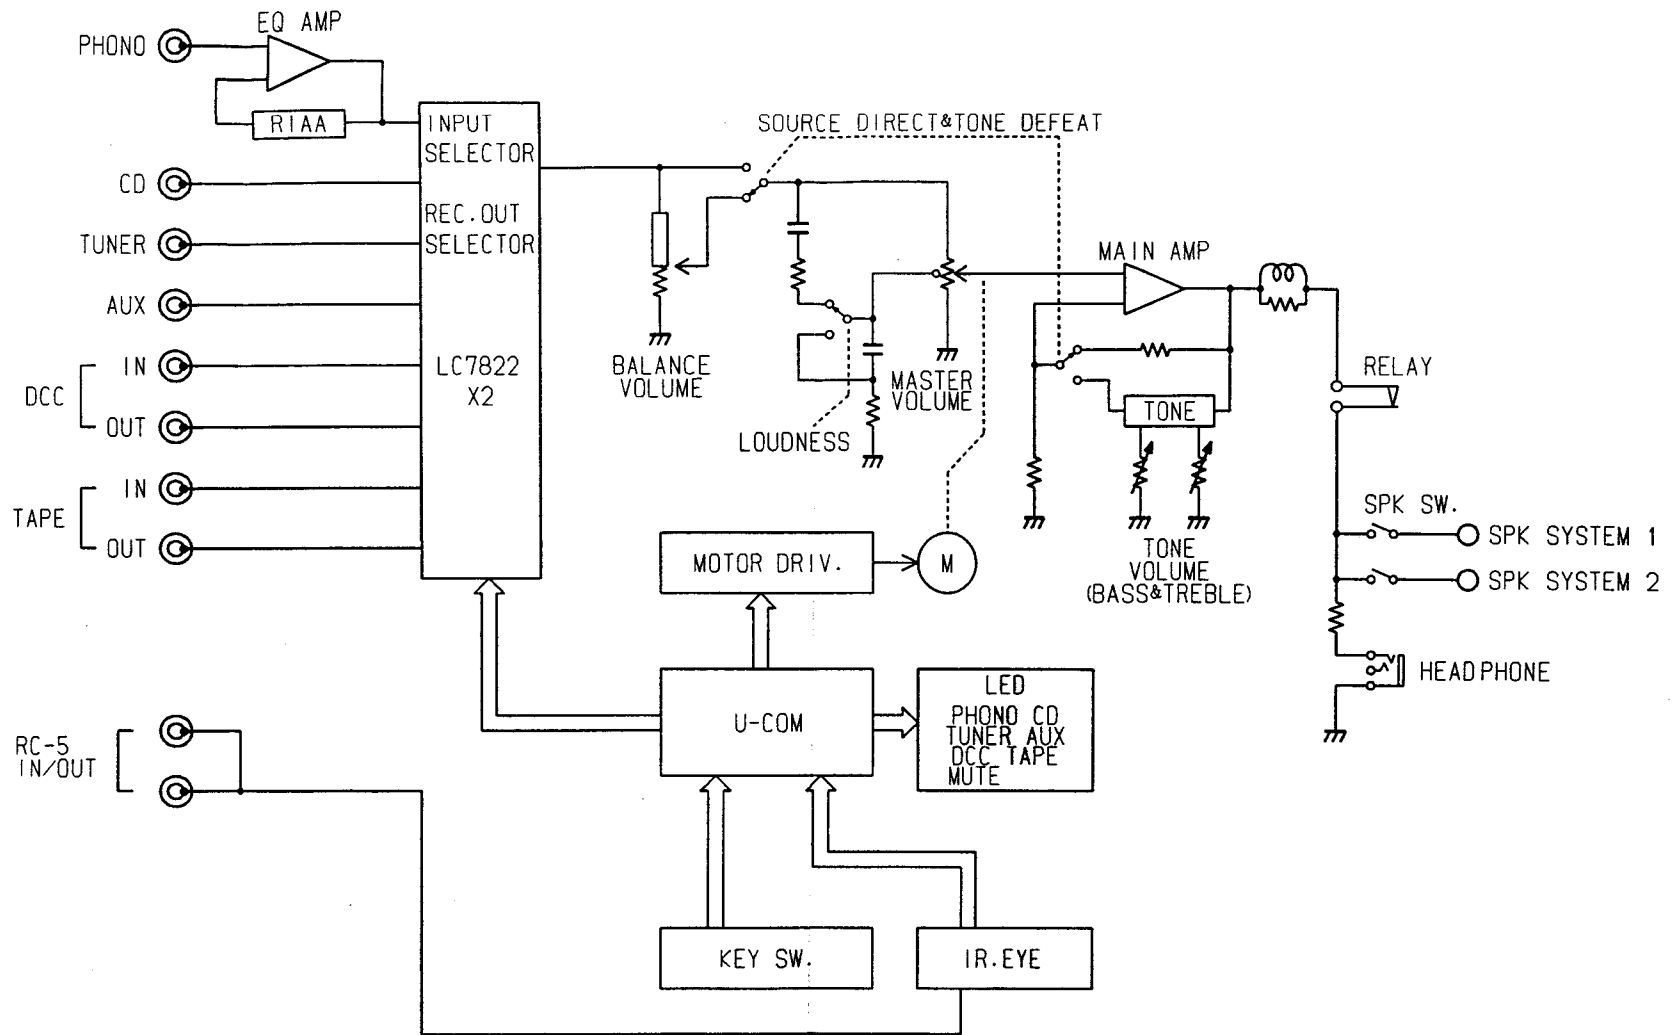 EQ AMP
PHONO
RIAA
INPUT
SELECTOR
SOURCE DIRECT&TONE DEFEAT
CD
REC.OUT
SELECTOR
TUNER
MAIN AMP
AUX
BALANCE
VOLUME
LC7822
X2
MASTER
VOLUME
RELAY
DCC
IN
OUT
TONE
LOUDNESS
TAPE
IN
OUT
SPK SW.
SPK SYSTEM 1
SPK SYSTEM 2
TONE
VOLUME
(BASS&TREBLE)
MOTOR DRIV.
M
HEADPHONE
U-COM
LED
PHONO CD
TUNER AUX
DCC TAPE
MUTE
RC-5
IN/OUT
KEY SW.
IR.EYE